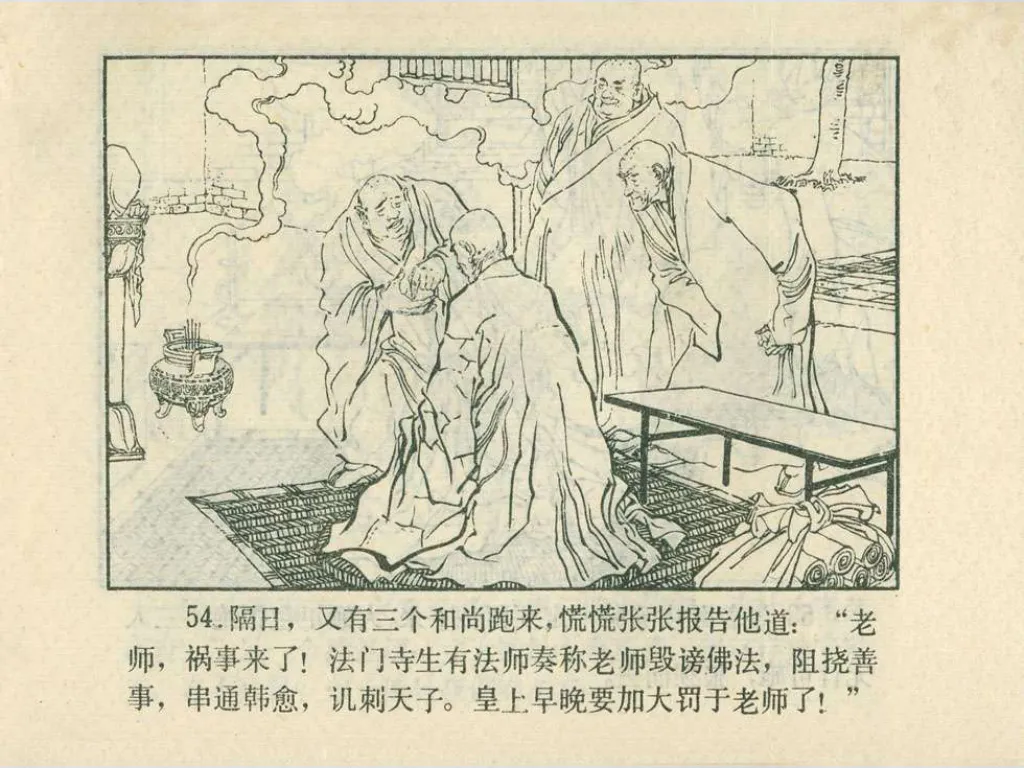 54.隔日，又有三个和尚跑来，慌慌张张报告他道：“老
师，祸事来了！法门寺生有法师奏称老师毁谤佛法，阻挠善
事，串通韩愈，讥刺天子。皇上早晚要加大罚于老师了！”